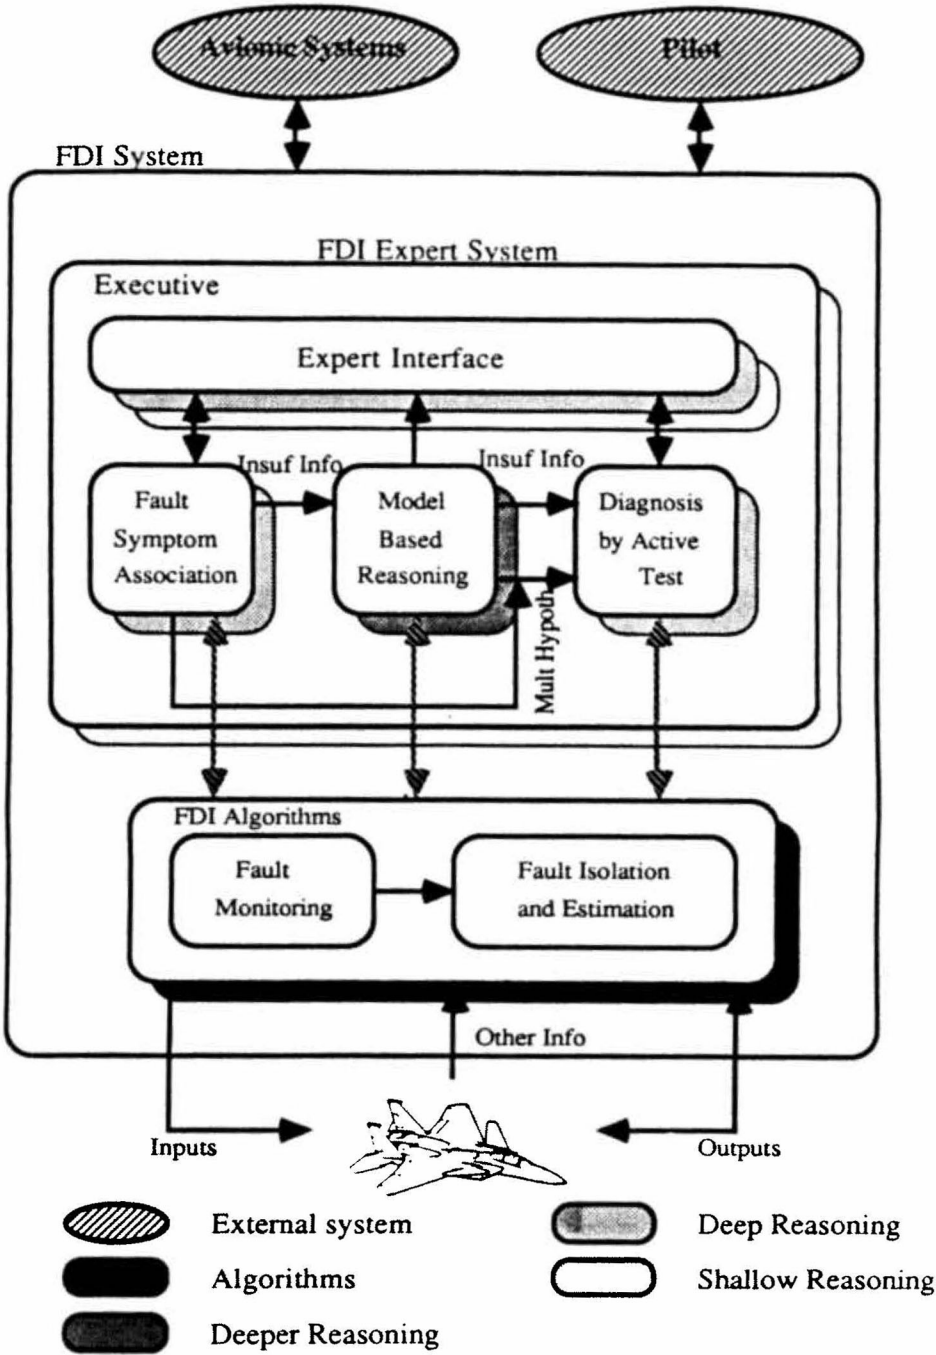 Avionic Systems
Pilot
FDI System
FDI Expert System
Executive
Expert Interface
Insuf Info
Insuf Info
Fault
Symptom
Association
Model
Based
Reasoning
Diagnosis
by Active
Test
Mult Hypoth
FDI Algorithms
Fault
Monitoring
Fault Isolation
and Estimation
Other Info
Inputs
Outputs
External system
Deep Reasoning
Algorithms
Shallow Reasoning
Deeper Reasoning